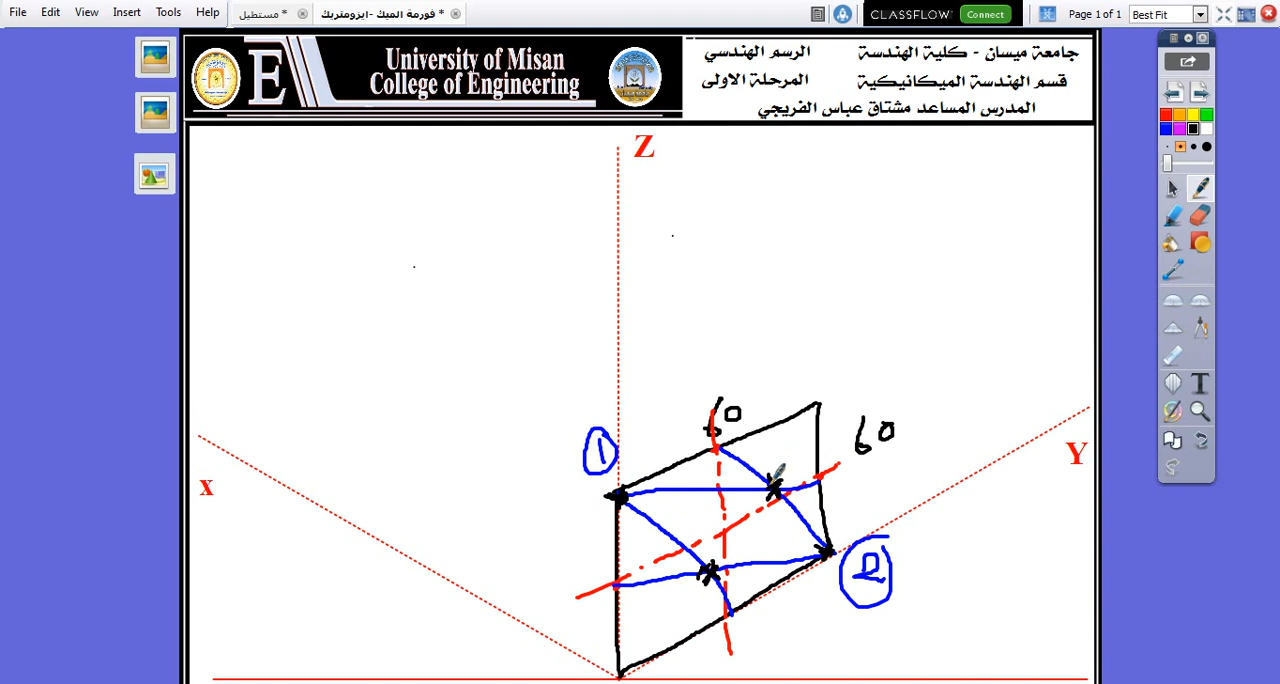 File Edit View Insert Tools Help
مستطيل *
فورمة الميك -ايزومتريك *
CLASSFLOW Connect
Page 1 of 1
Best Fit
E
University of Misan
College of Engineering
جامعة ميسان - كلية الهندسة
الرسم الهندسي
قسم الهندسة الميكانيكية
المرحلة الاولى
المدرس المساعد مشتاق عباس الفريجي
Z
60
60
1
Y
x
2
T